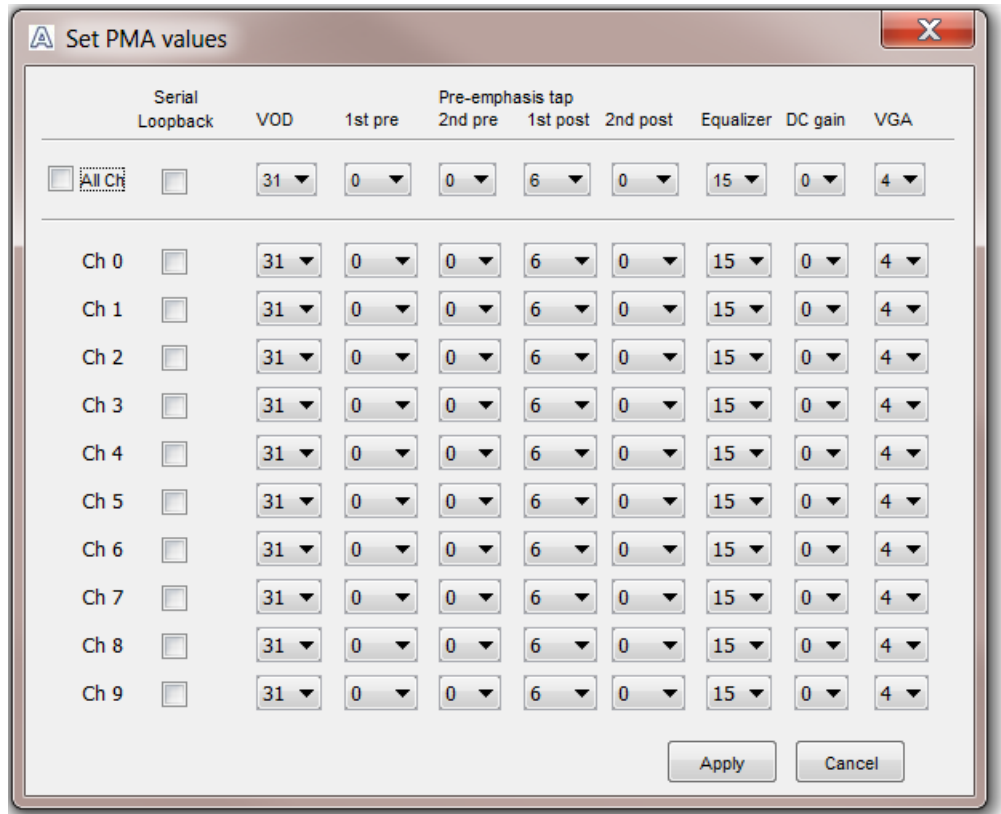 Set PMA values
Serial Loopback VOD 1st pre Pre-emphasis tap 2nd pre 1st post 2nd post Equalizer DC gain VGA
All Ch 31 0 0 6 0 15 0 4
Ch 0 31 0 0 6 0 15 0 4
Ch 1 31 0 0 6 0 15 0 4
Ch 2 31 0 0 6 0 15 0 4
Ch 3 31 0 0 6 0 15 0 4
Ch 4 31 0 0 6 0 15 0 4
Ch 5 31 0 0 6 0 15 0 4
Ch 6 31 0 0 6 0 15 0 4
Ch 7 31 0 0 6 0 15 0 4
Ch 8 31 0 0 6 0 15 0 4
Ch 9 31 0 0 6 0 15 0 4
Apply Cancel